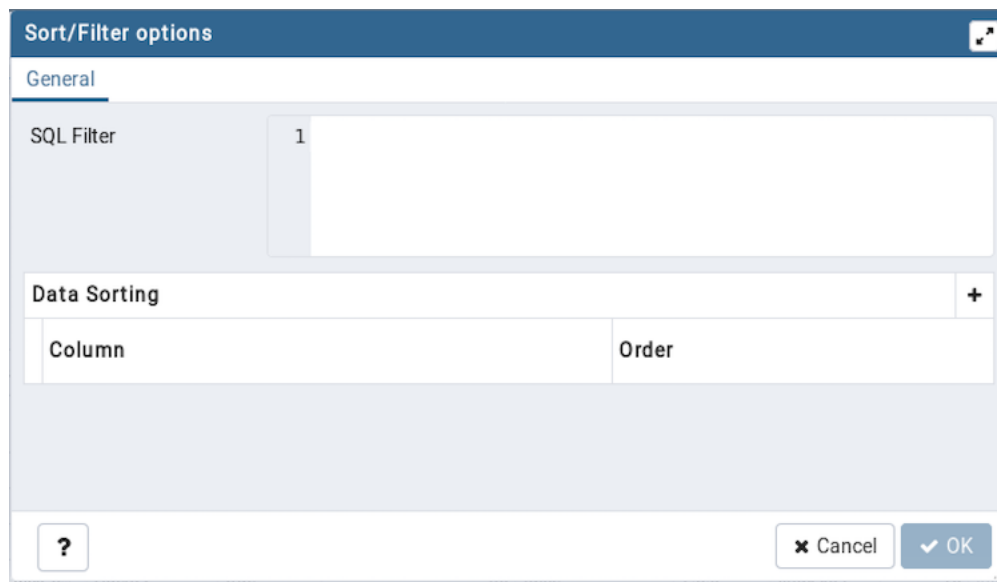 Sort/Filter options
General
SQL Filter
1
Data Sorting
+
Column Order
?
Cancel OK